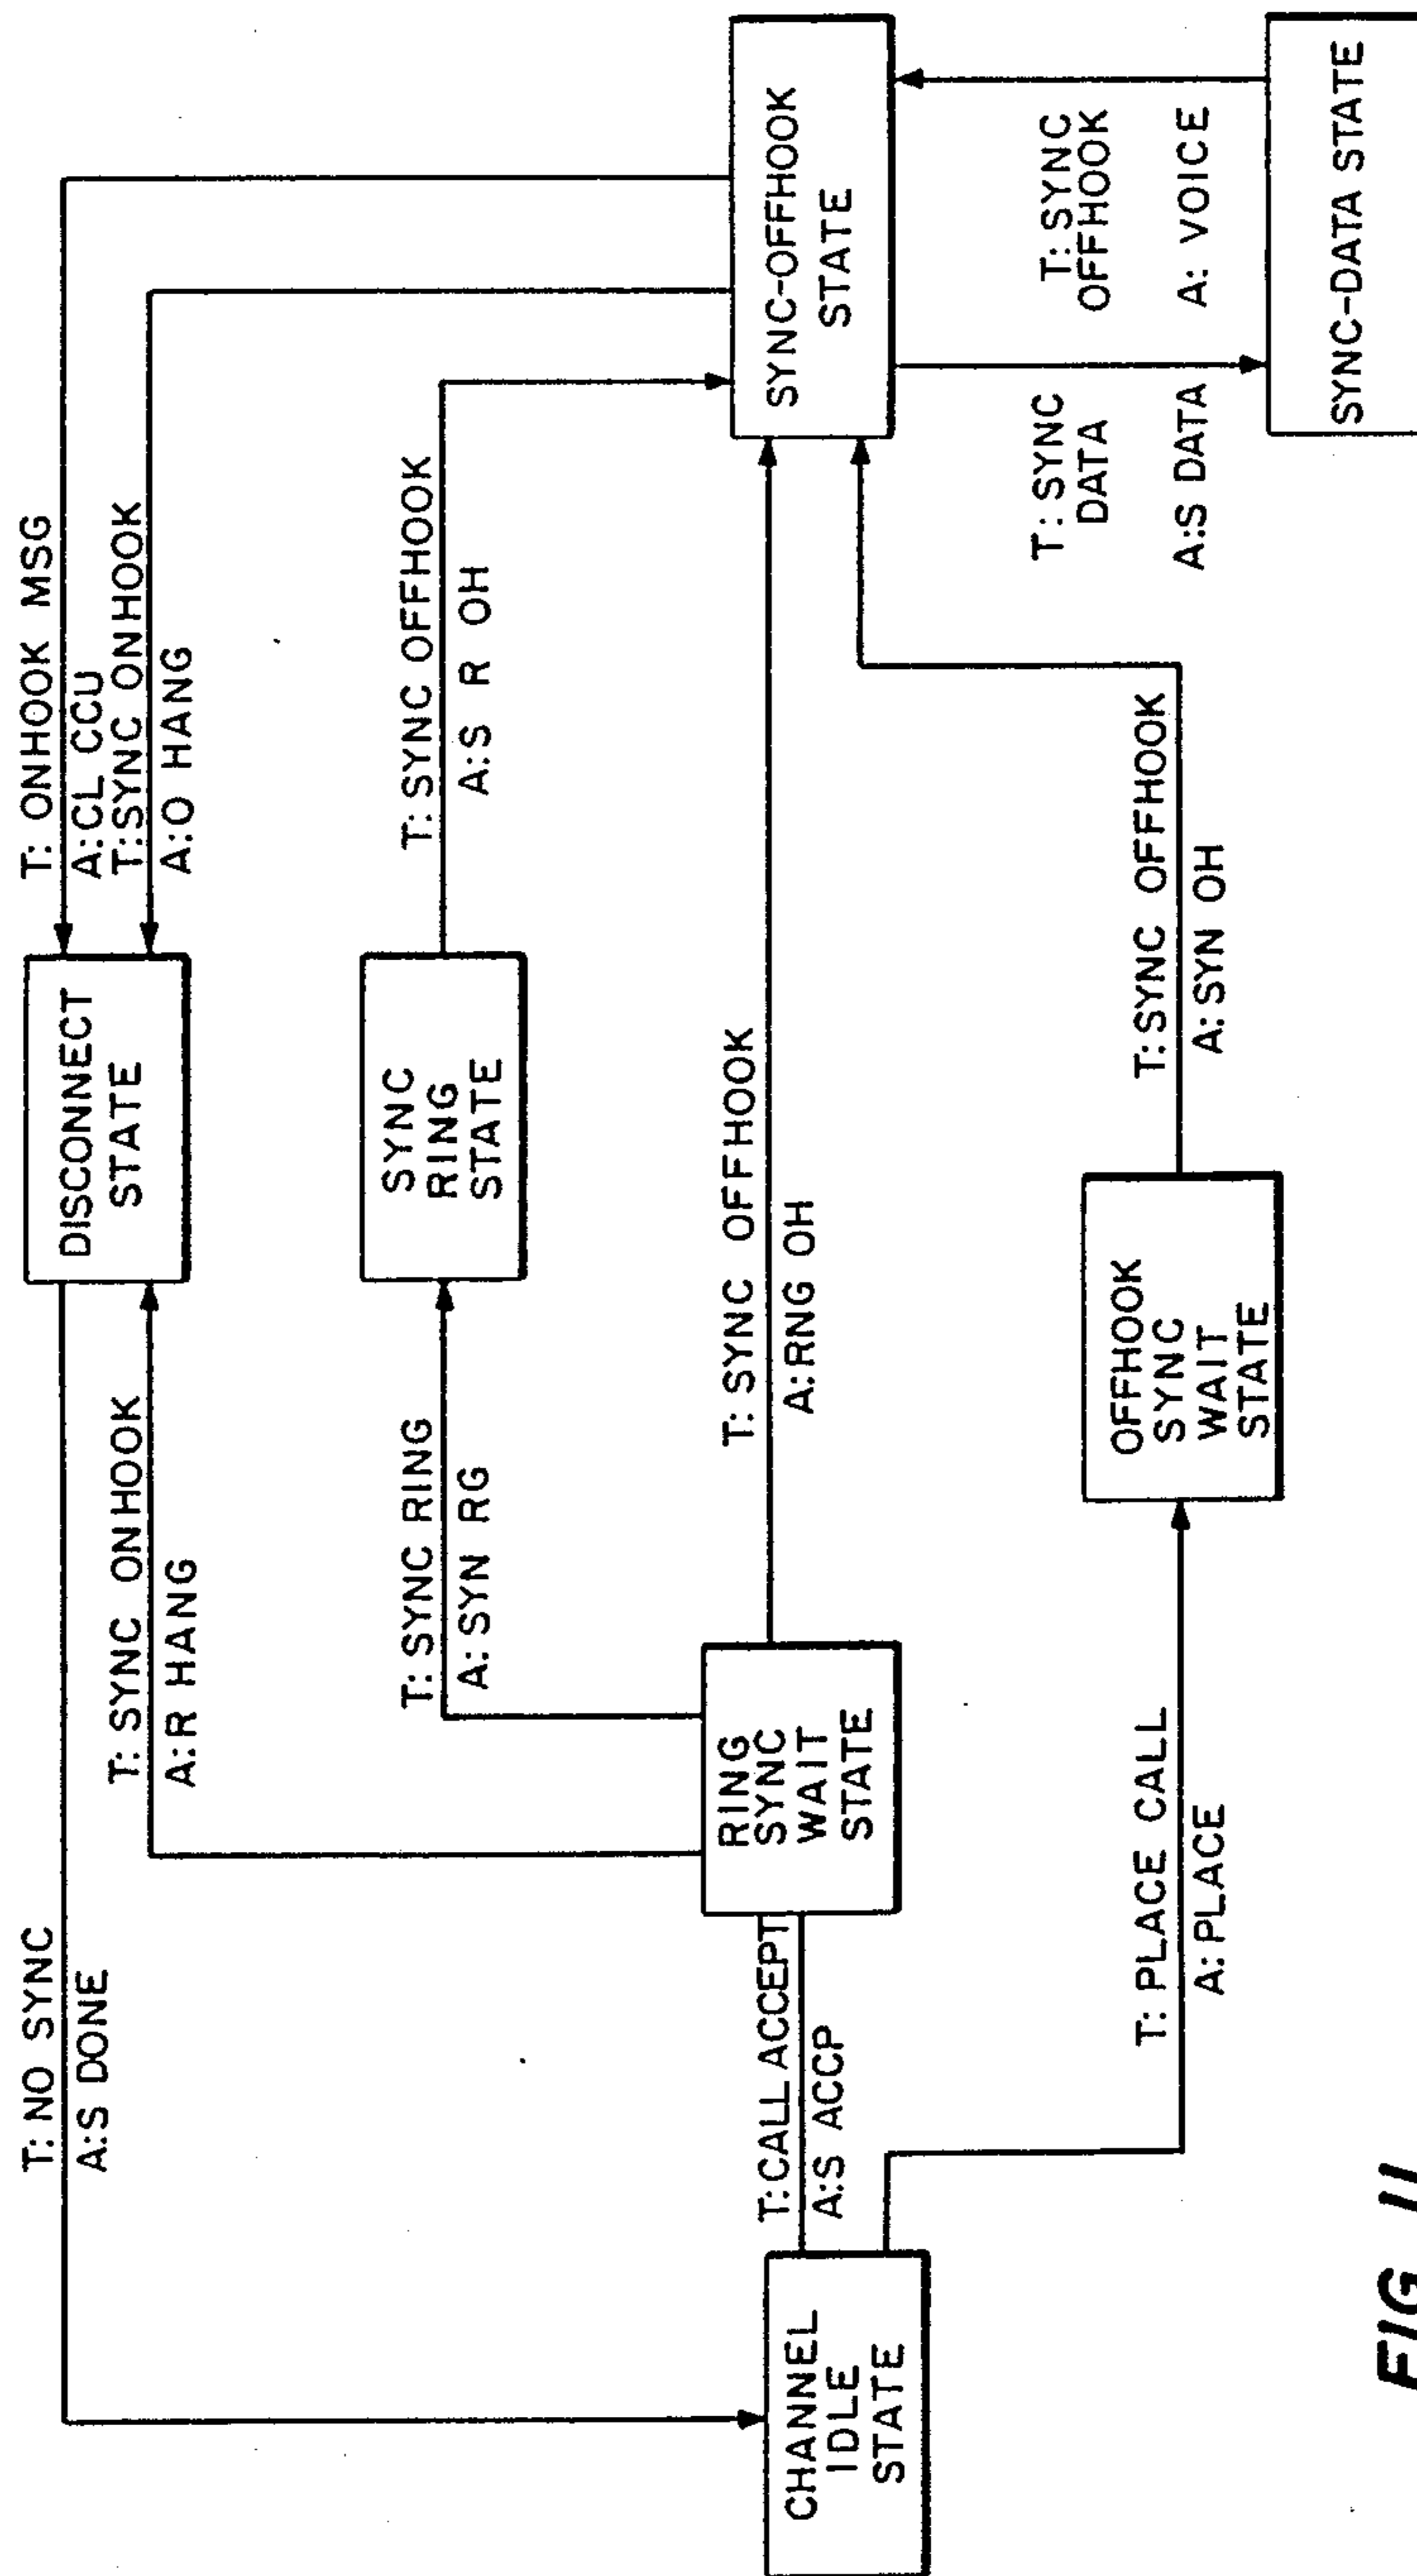 T: NO SYNC
A:S DONE
T: SYNC ONHOOK
A:R HANG
DISCONNECT
STATE
T: ONHOOK MSG
A:CL CCU
T:SYNC ONHOOK
A:O HANG
T: SYNC RING
A: SYN RG
SYNC
RING
STATE
T: SYNC OFFHOOK
A:S R OH
CHANNEL
IDLE
STATE
T:CALL ACCEPT
A:S ACCP
RING
SYNC
WAIT
STATE
T: SYNC OFFHOOK
A:RNG OH
SYNC-OFFHOOK
STATE
T: PLACE CALL
A: PLACE
OFFHOOK
SYNC
WAIT
STATE
T:SYNC OFFHOOK
A:SYN OH
T: SYNC
DATA
A:S DATA
T: SYNC
OFFHOOK
A: VOICE
SYNC-DATA STATE
FIG. 11